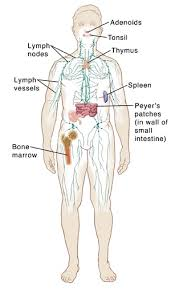 Adenoids
Tonsil
Lymph
nodes
Thymus
Lymph
vessels
Spleen
Peyer's
patches
(in wall of
small
intestine)
Bone
marrow